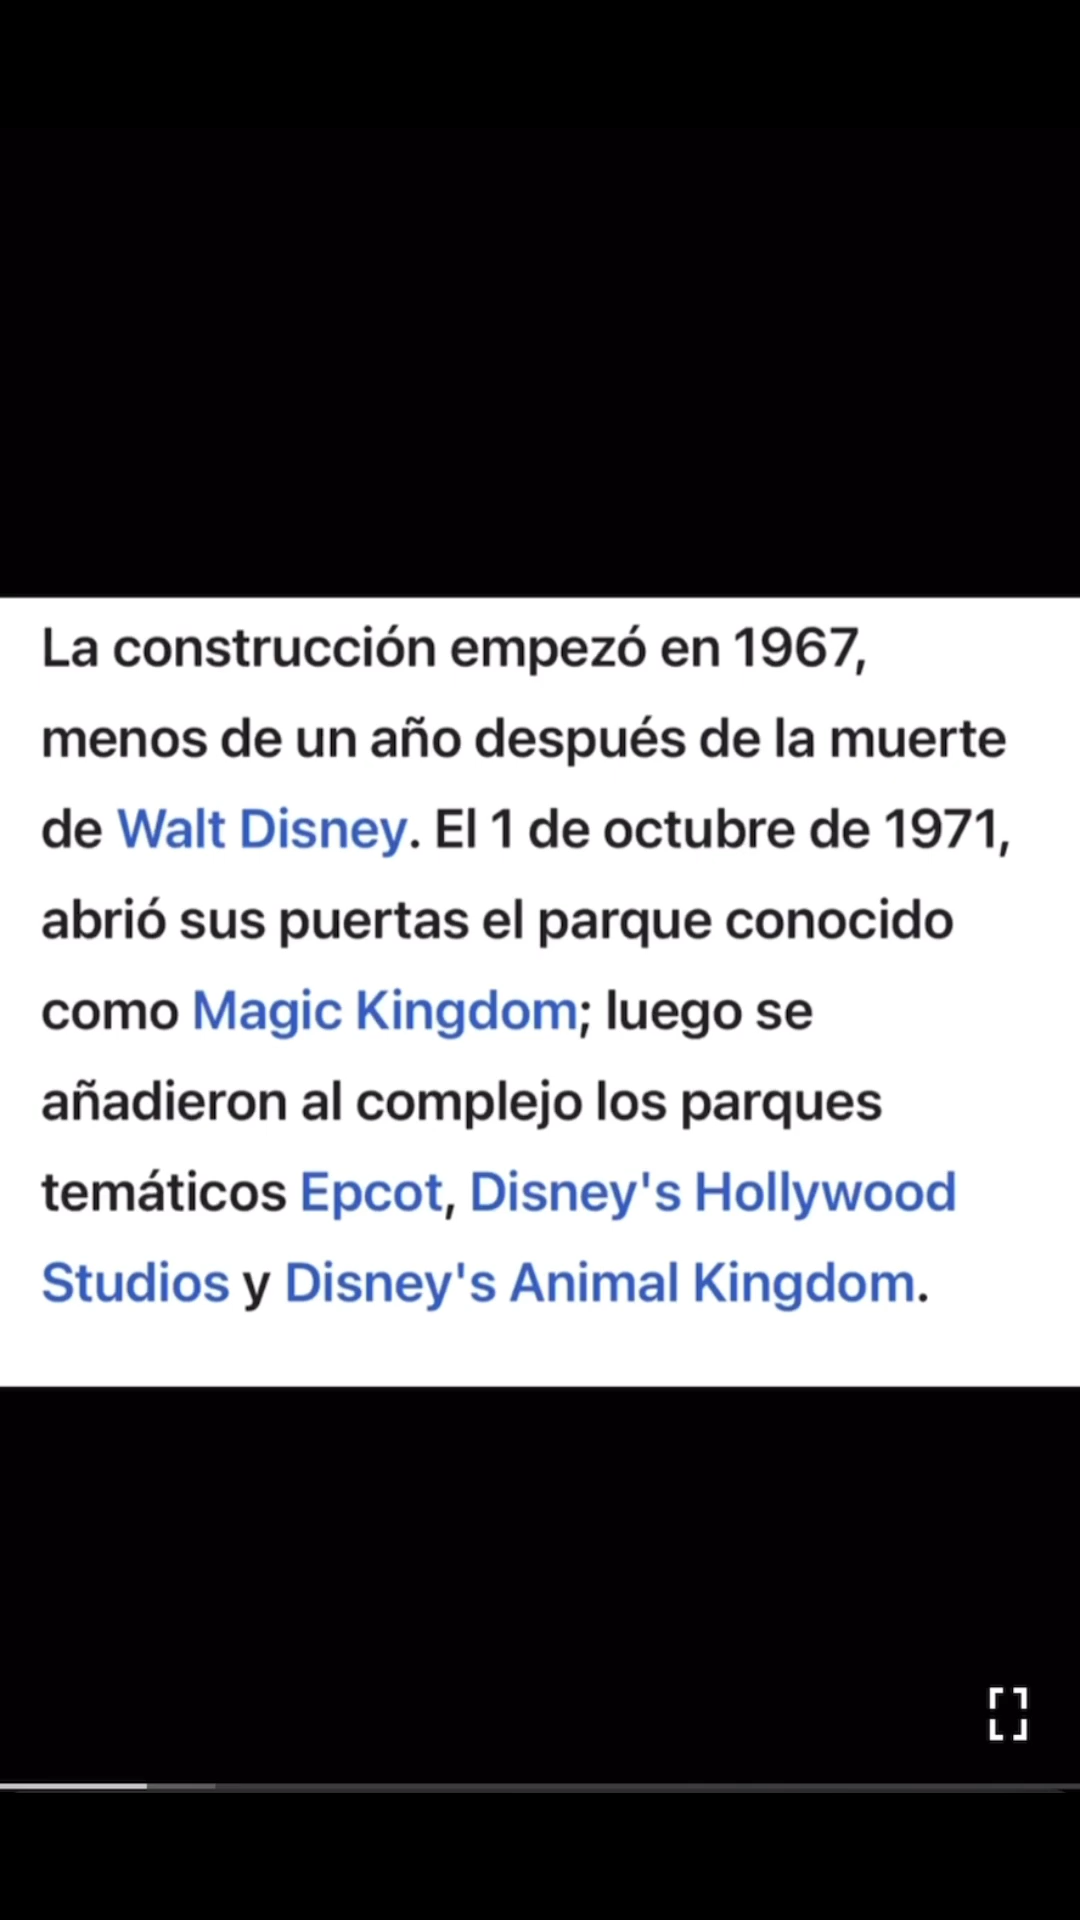 La construcción empezó en 1967,
menos de un año después de la muerte
de Walt Disney. El 1 de octubre de 1971,
abrió sus puertas el parque conocido
como Magic Kingdom; luego se
añadieron al complejo los parques
temáticos Epcot, Disney's Hollywood
Studios y Disney's Animal Kingdom.